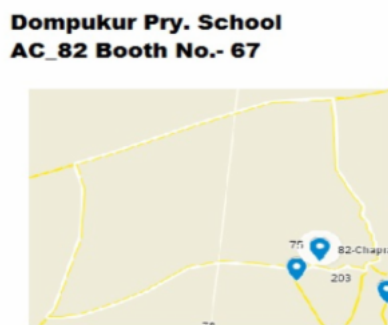 Dompukur Pry. School
AC_82 Booth No.- 67
75
82-Chapra
203